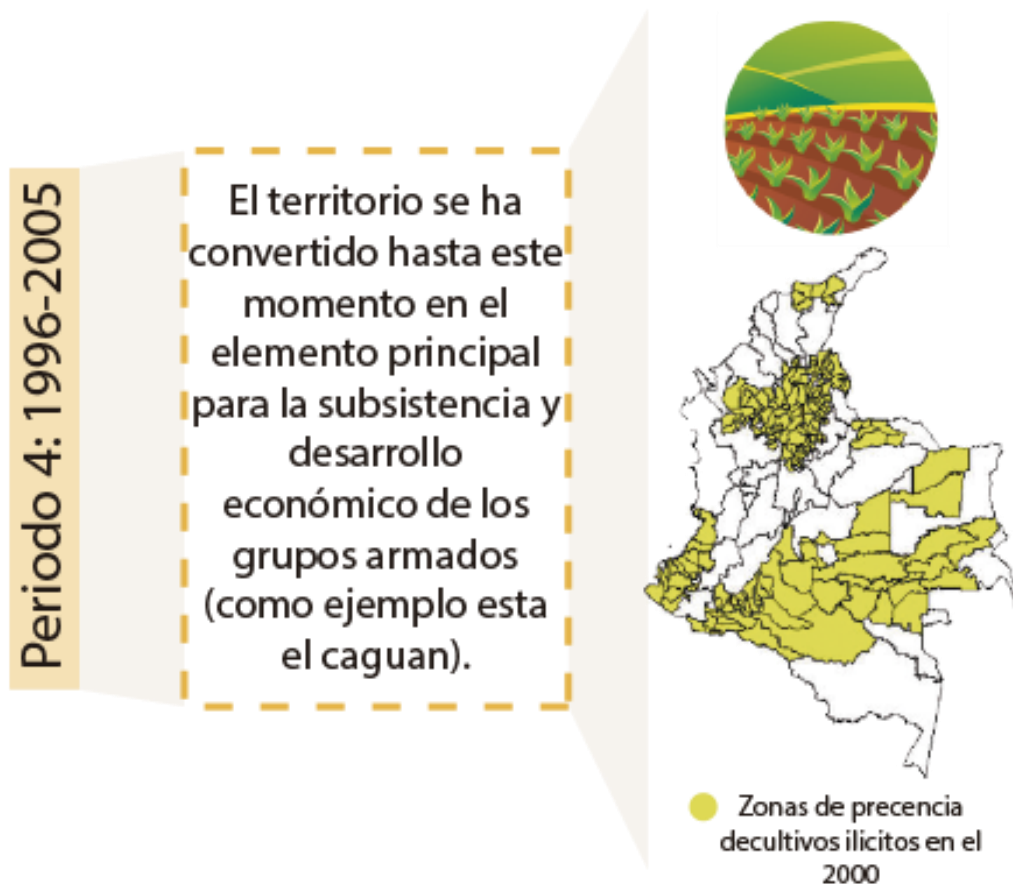 Periodo 4: 1996-2005
El territorio se ha
convertido hasta este
momento en el
elemento principal
para la subsistencia y
desarrollo
económico de los
grupos armados
(como ejemplo esta
el caguan).
Zonas de precencia
decultivos ilicitos en el
2000